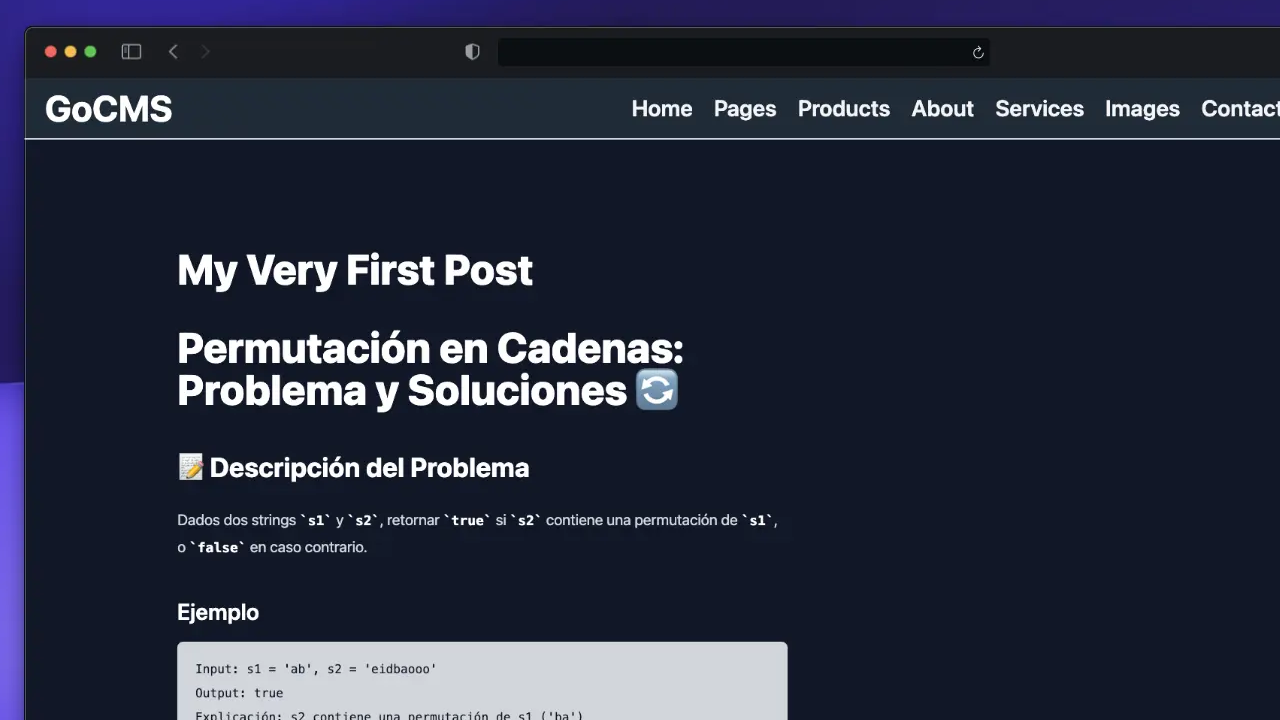 GoCMS
Home Pages Products About Services Images Contact
My Very First Post
Permutación en Cadenas:
Problema y Soluciones 🔄
📝 Descripción del Problema
Dados dos strings `s1` y `s2`, retornar `true` si `s2` contiene una permutación de `s1`,
o `false` en caso contrario.
Ejemplo
Input: s1 = 'ab', s2 = 'eidbaooo'
Output: true
Explicación: s2 contiene una permutación de s1 ('ba')